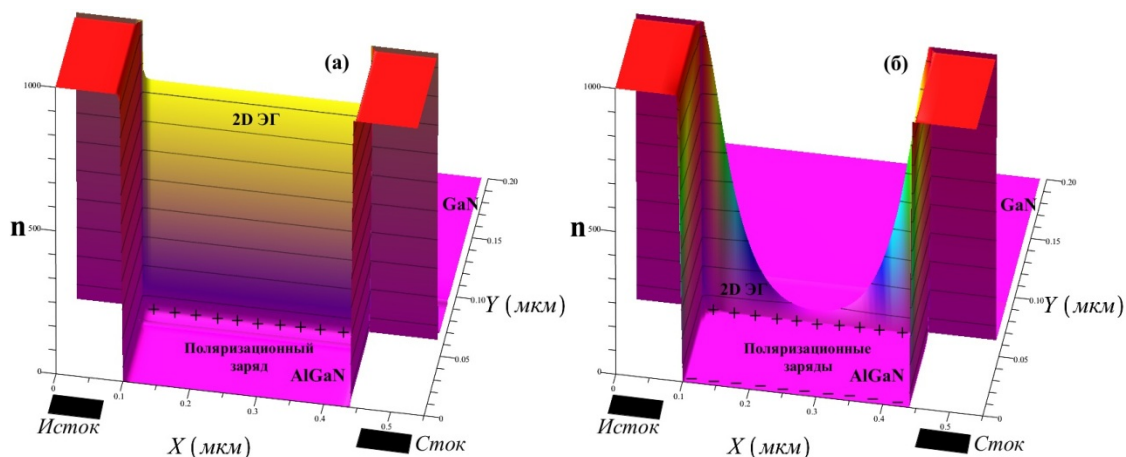 (а)
2D ЭГ
1000
500
0
n
GaN
0.20
0.15
0.10
0.05
0
Y ( мкм )
Поляризационный
заряд
AlGaN
+ + + + + + + + + +
0
0.1
0.2
0.3
0.4
0.5
Исток
X ( мкм )
Сток
(б)
2D ЭГ
1000
500
0
n
GaN
0.20
0.15
0.10
0.05
0
Y ( мкм )
Поляризационные
заряды
AlGaN
+ + + + + + + + + +
– – – – – – – – – –
0
0.1
0.2
0.3
0.4
0.5
Исток
X ( мкм )
Сток